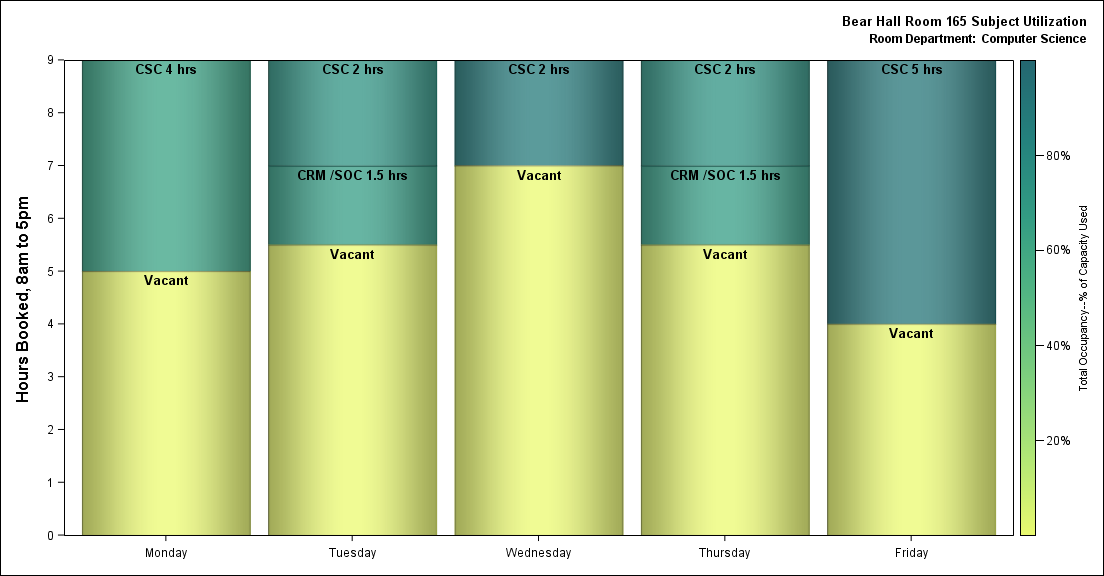 Bear Hall Room 165 Subject Utilization
Room Department: Computer Science
Hours Booked, 8am to 5pm
9
8
7
6
5
4
3
2
1
0
CSC 4 hrs
Vacant
CSC 2 hrs
CRM /SOC 1.5 hrs
Vacant
CSC 2 hrs
Vacant
CSC 2 hrs
CRM /SOC 1.5 hrs
Vacant
CSC 5 hrs
Vacant
Monday
Tuesday
Wednesday
Thursday
Friday
80%
60%
40%
20%
Total Occupancy--% of Capacity Used